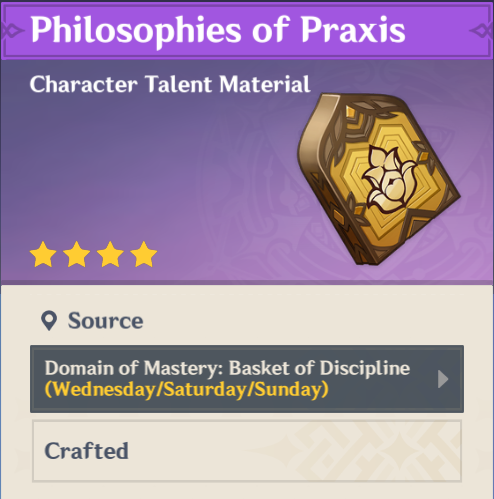 Philosophies of Praxis
Character Talent Material
Source
Domain of Mastery: Basket of Discipline
(Wednesday/Saturday/Sunday)
Crafted